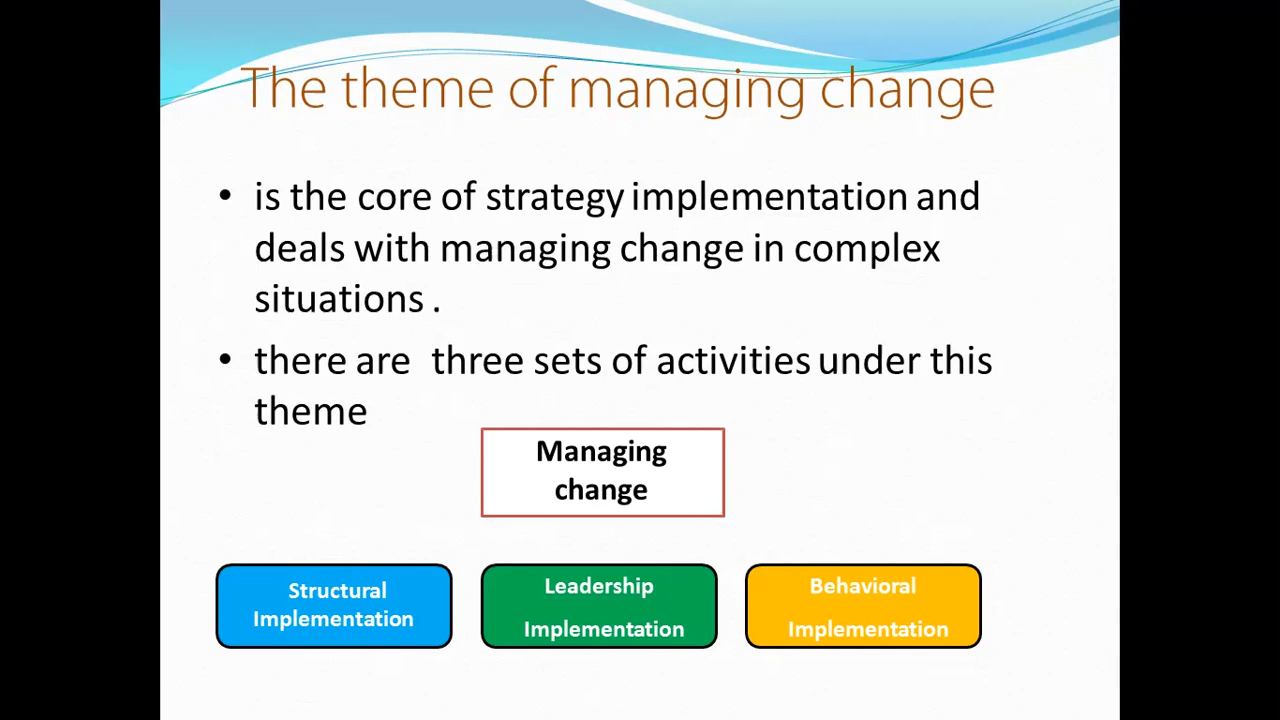 The theme of managing change
• is the core of strategy implementation and
deals with managing change in complex
situations .
• there are three sets of activities under this
theme
Managing
change
Structural
Implementation
Leadership
Implementation
Behavioral
Implementation